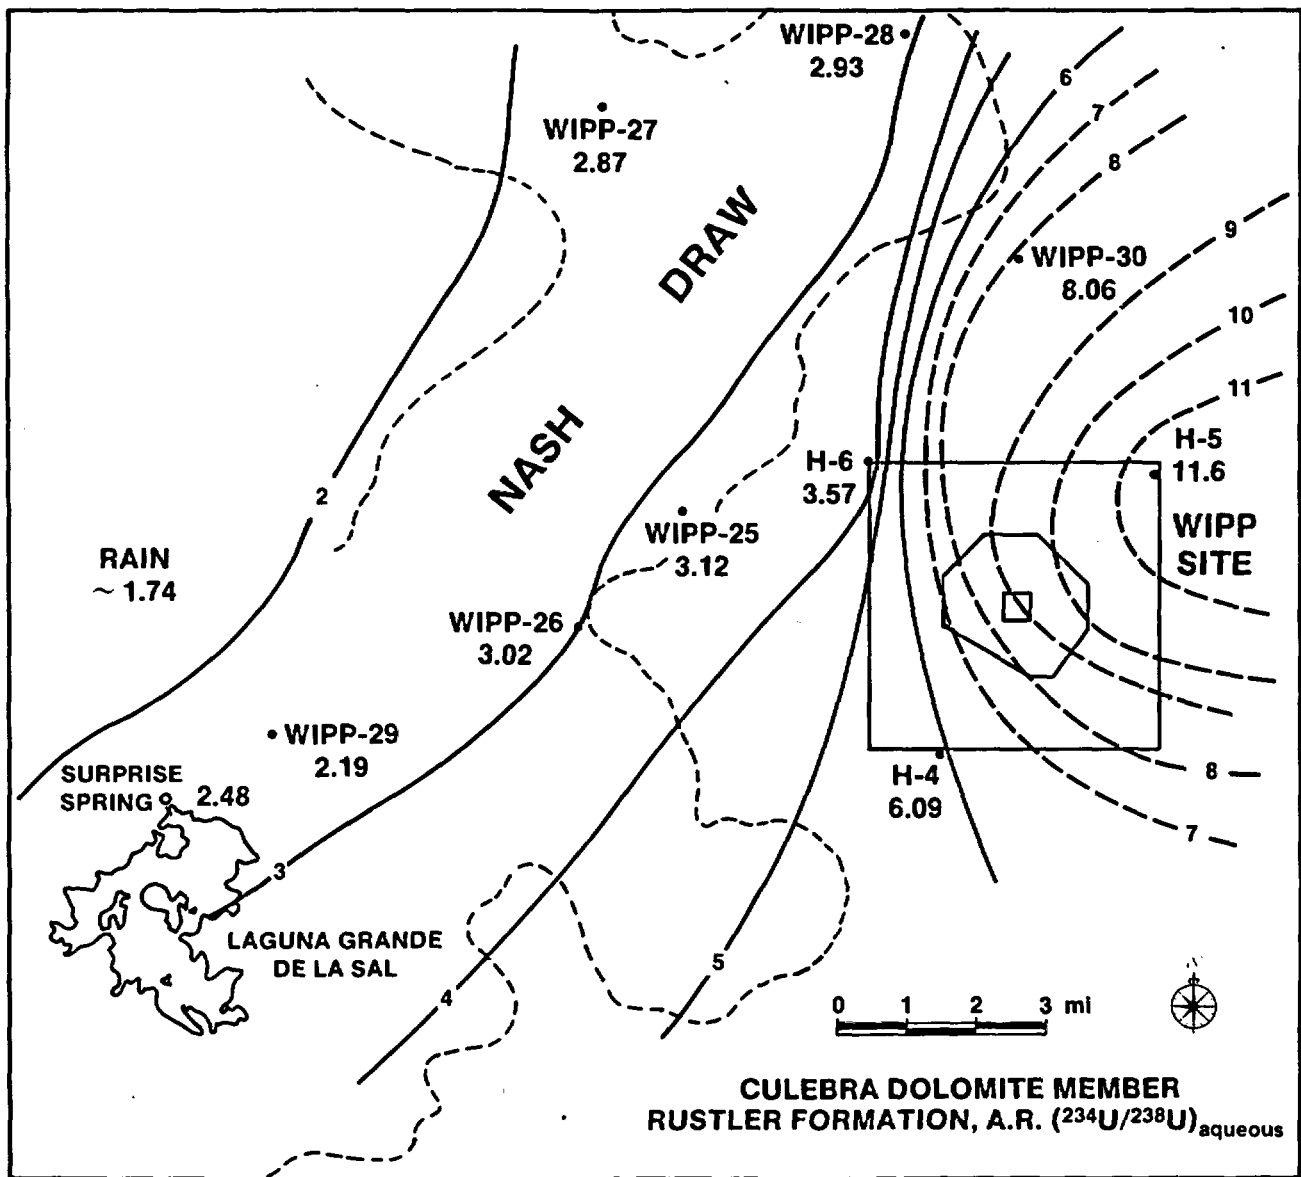 WIPP-28
2.93
6
7
8
WIPP-27
2.87
DRAW
9
WIPP-30
8.06
10
11
NASH
H-6
3.57
H-5
11.6
2
WIPP-25
3.12
WIPP
SITE
RAIN
~ 1.74
WIPP-26
3.02
WIPP-29
2.19
SURPRISE
SPRING
2.48
H-4
6.09
8
7
3
LAGUNA GRANDE
DE LA SAL
5
4
0 1 2 3 mi
CULEBRA DOLOMITE MEMBER
RUSTLER FORMATION, A.R. (²³⁴U/²³⁸U)aqueous